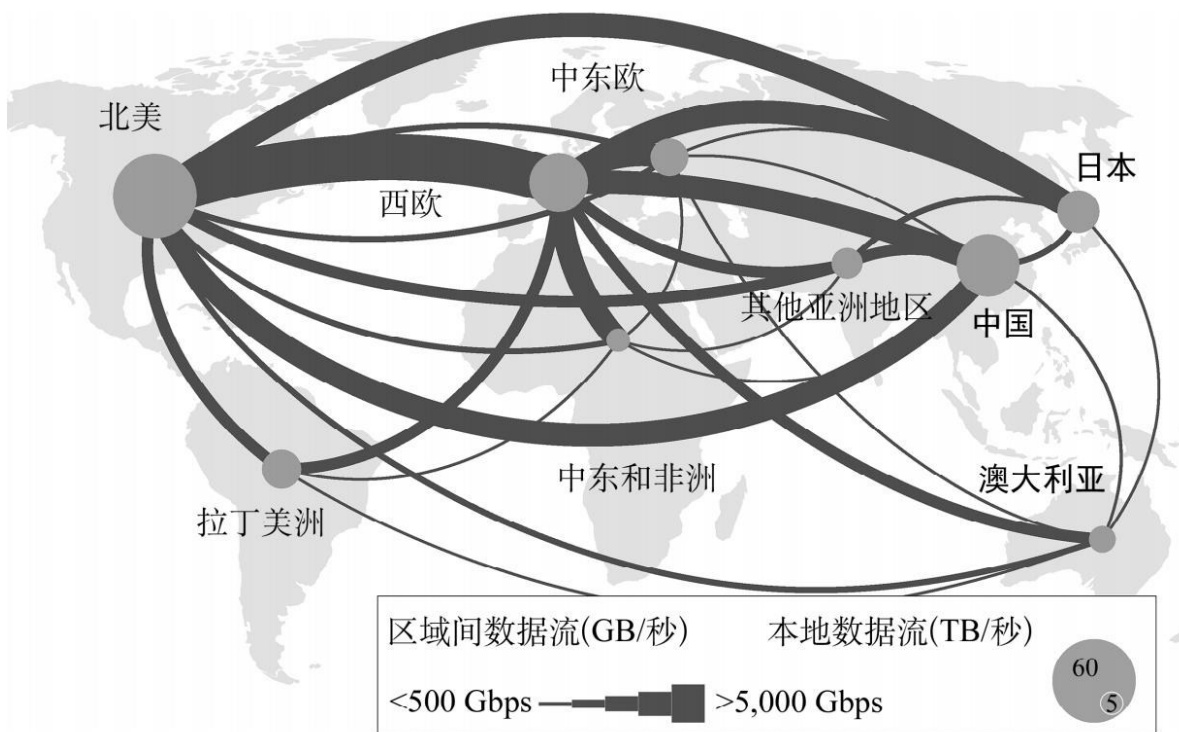 中东欧
北美
日本
西欧
其他亚洲地区
中国
中东和非洲
澳大利亚
拉丁美洲
区域间数据流(GB/秒) 本地数据流(TB/秒)
60
5
<500 Gbps >5,000 Gbps